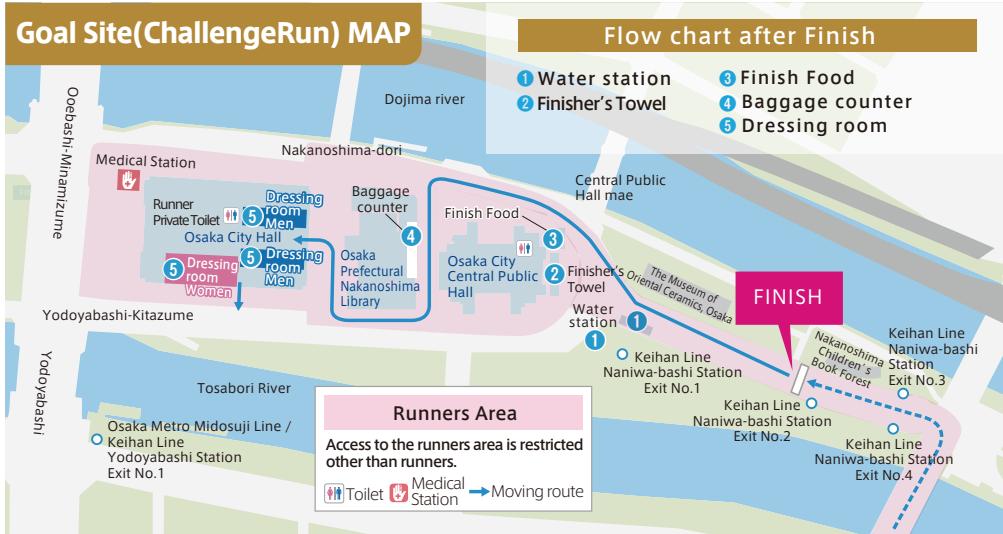 Goal Site(ChallengeRun) MAP
Flow chart after Finish
1 Water station
2 Finisher's Towel
3 Finish Food
4 Baggage counter
5 Dressing room
Ooebashi-Minamizume
Dojima river
Nakanoshima-dori
Medical Station
Runner
Private Toilet
5
Dressing
room
Men
Osaka City Hall
5
Dressing
room
Men
5
Dressing
room
Women
Baggage
counter
4
Osaka
Prefectural
Nakanoshima
Library
Finish Food
3
Osaka City
Central Public
Hall
2
Finisher's
Towel
Central Public
Hall mae
The Museum of
Oriental Ceramics, Osaka
Water
station
1
1
FINISH
Nakanoshima
Children's
Book Forest
Keihan Line
Naniwa-bashi
Station
Exit No.3
Keihan Line
Naniwa-bashi Station
Exit No.1
Keihan Line
Naniwa-bashi Station
Exit No.2
Keihan Line
Naniwa-bashi Station
Exit No.4
Yodoyabashi-Kitazume
Yodoyabashi
Tosabori River
Osaka Metro Midosuji Line /
Keihan Line
Yodoyabashi Station
Exit No.1
Runners Area
Access to the runners area is restricted
other than runners.
Toilet
Medical
Station
Moving route